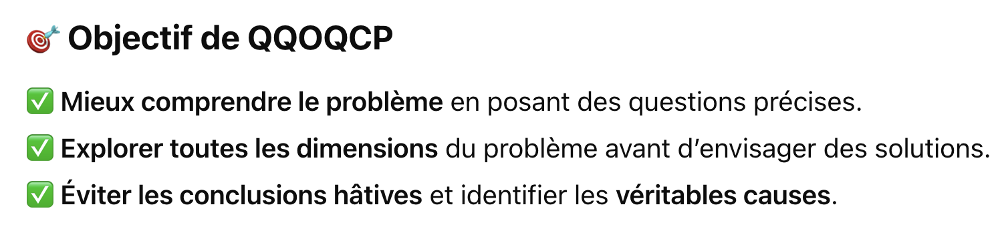 🎯 Objectif de QQOQCP
✅ Mieux comprendre le problème en posant des questions précises.
✅ Explorer toutes les dimensions du problème avant d’envisager des solutions.
✅ Éviter les conclusions hâtives et identifier les véritables causes.